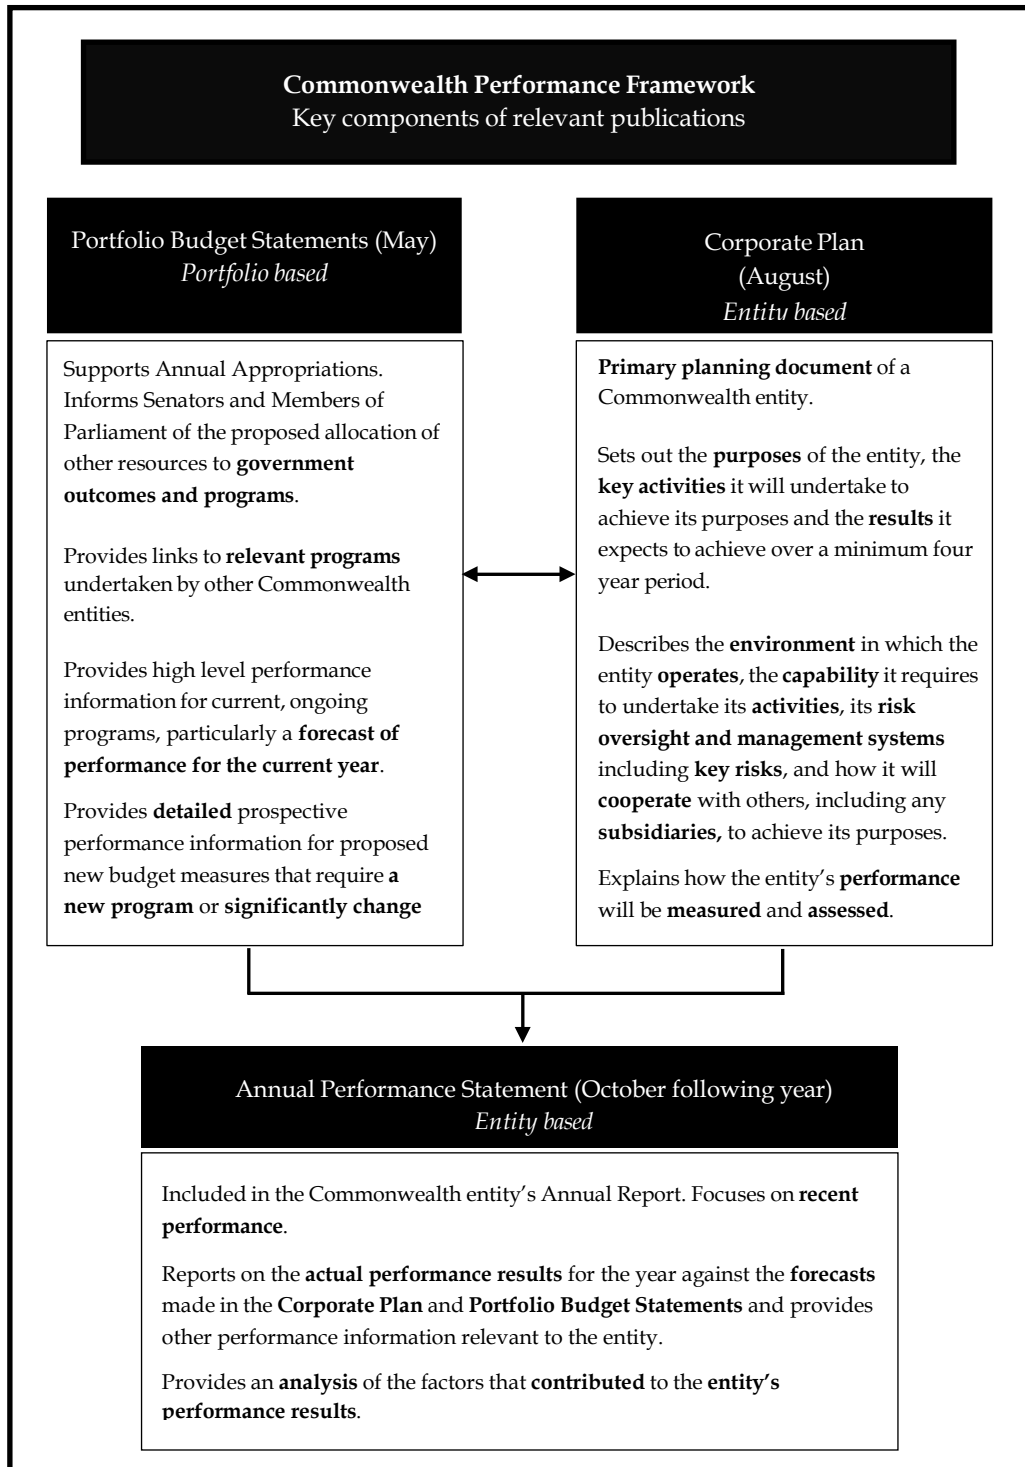 Commonwealth Performance Framework
Key components of relevant publications
Portfolio Budget Statements (May)
Portfolio based
Supports Annual Appropriations.
Informs Senators and Members of
Parliament of the proposed allocation of
other resources to government
outcomes and programs.
Provides links to relevant programs
undertaken by other Commonwealth
entities.
Provides high level performance
information for current, ongoing
programs, particularly a forecast of
performance for the current year.
Provides detailed prospective
performance information for proposed
new budget measures that require a
new program or significantly change
Corporate Plan
(August)
Entity based
Primary planning document of a
Commonwealth entity.
Sets out the purposes of the entity, the
key activities it will undertake to
achieve its purposes and the results it
expects to achieve over a minimum four
year period.
Describes the environment in which the
entity operates, the capability it requires
to undertake its activities, its risk
oversight and management systems
including key risks, and how it will
cooperate with others, including any
subsidiaries, to achieve its purposes.
Explains how the entity’s performance
will be measured and assessed.
Annual Performance Statement (October following year)
Entity based
Included in the Commonwealth entity’s Annual Report. Focuses on recent
performance.
Reports on the actual performance results for the year against the forecasts
made in the Corporate Plan and Portfolio Budget Statements and provides
other performance information relevant to the entity.
Provides an analysis of the factors that contributed to the entity’s
performance results.